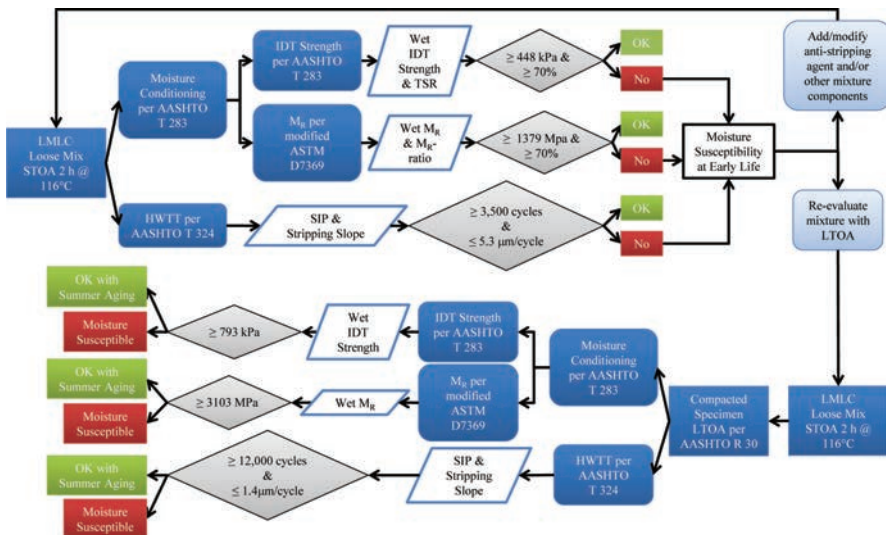 LMLC
Loose Mix
STOA 2 h @
116°C
Moisture
Conditioning
per AASHTO
T 283
IDT Strength
per AASHTO
T 283
Wet
IDT
Strength
& TSR
≥ 448 kPa &
≥ 70%
OK
No
M_R per
modified
ASTM
D7369
Wet M_R
& M_R-
ratio
≥ 1379 Mpa &
≥ 70%
OK
No
HWTT per
AASHTO T 324
SIP &
Stripping Slope
≥ 3,500 cycles
&
≤ 5.3 µm/cycle
OK
No
Moisture
Susceptibility
at Early Life
Add/modify
anti-stripping
agent and/or
other mixture
components
Re-evaluate
mixture with
LTOA
LMLC
Loose Mix
STOA 2 h @
116°C
Compacted
Specimen
LTOA per
AASHTO R 30
Moisture
Conditioning
per AASHTO
T 283
IDT Strength
per AASHTO
T 283
Wet
IDT
Strength
≥ 793 kPa
OK with
Summer Aging
Moisture
Susceptible
M_R per
modified
ASTM
D7369
Wet M_R
≥ 3103 MPa
OK with
Summer Aging
Moisture
Susceptible
HWTT per
AASHTO
T 324
SIP &
Stripping
Slope
≥ 12,000 cycles
&
≤ 1.4µm/cycle
OK with
Summer Aging
Moisture
Susceptible